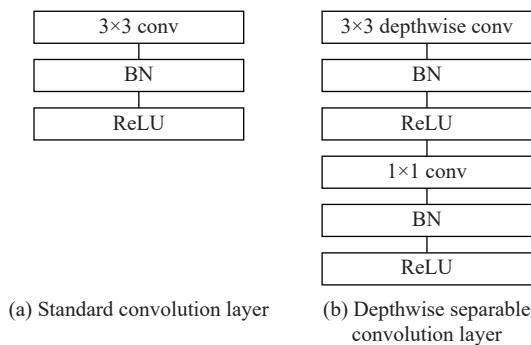 3×3 conv
BN
ReLU
(a) Standard convolution layer
3×3 depthwise conv
BN
ReLU
1×1 conv
BN
ReLU
(b) Depthwise separable
convolution layer